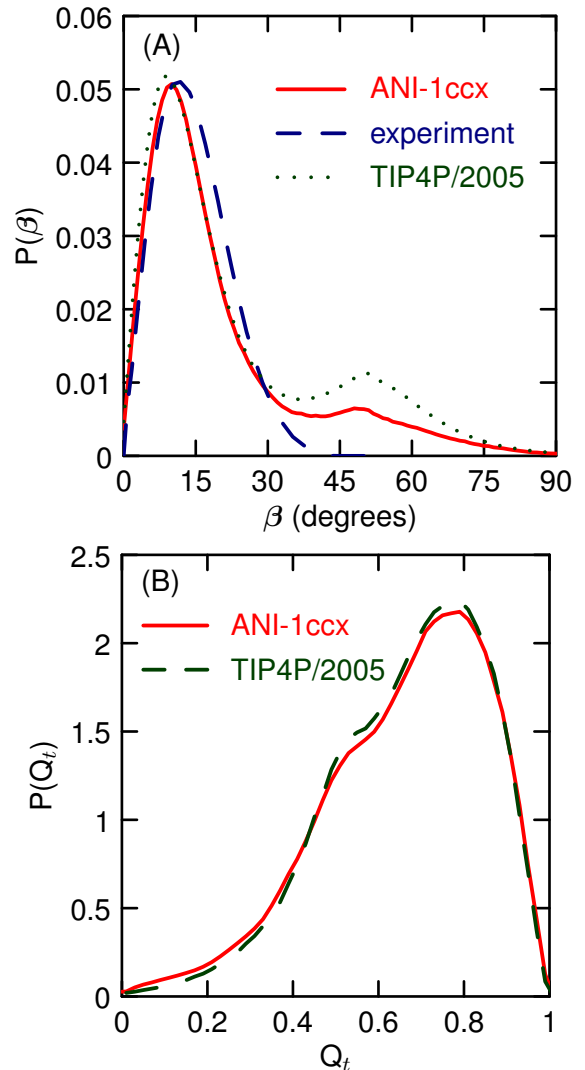 0.06
(A)
ANI-1ccx
0.05
experiment
0.04
TIP4P/2005
P(β)
0.03
0.02
0.01
0
0 15 30 45 60 75 90
β (degrees)
2.5
(B)
ANI-1ccx
2
TIP4P/2005
1.5
P(Qₜ)
1
0.5
0
0 0.2 0.4 0.6 0.8 1
Qₜ